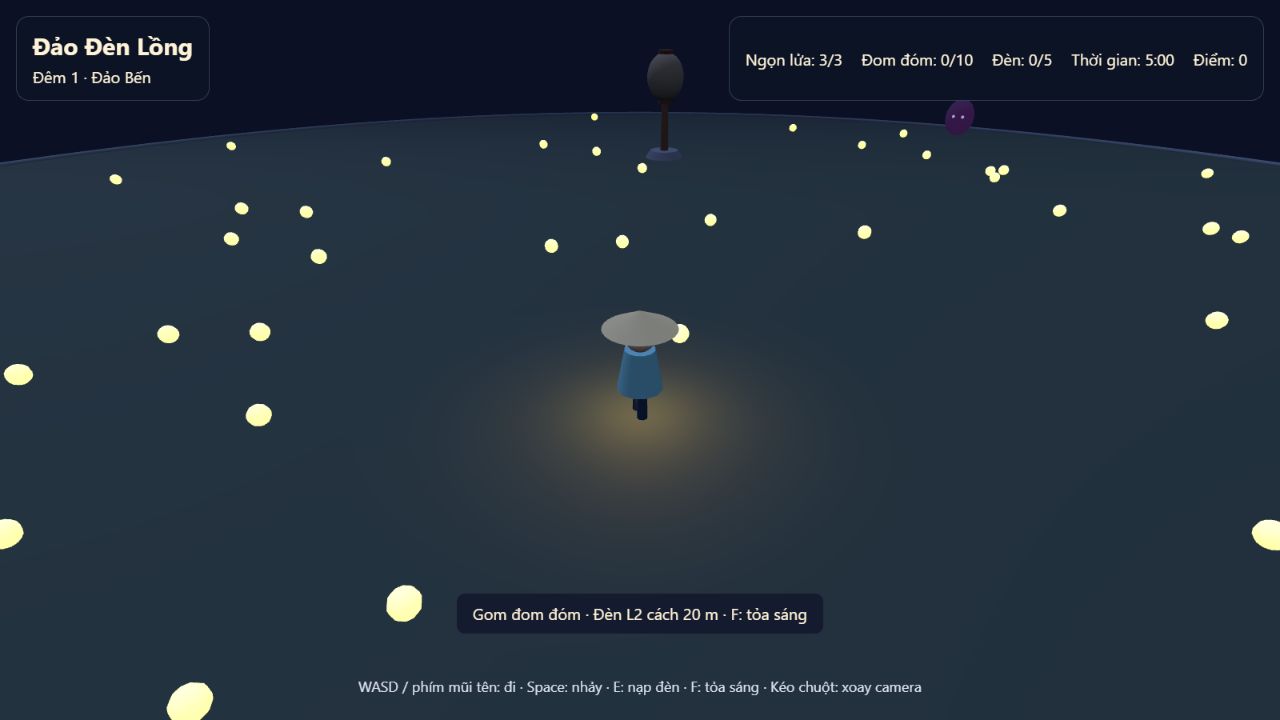 Đảo Đèn Lồng
Đêm 1 · Đảo Bến
Ngọn lửa: 3/3 Đom đóm: 0/10 Đèn: 0/5 Thời gian: 5:00 Điểm: 0
Gom đom đóm · Đèn L2 cách 20 m · F: tỏa sáng
WASD / phím mũi tên: đi · Space: nhảy · E: nạp đèn · F: tỏa sáng · Kéo chuột: xoay camera